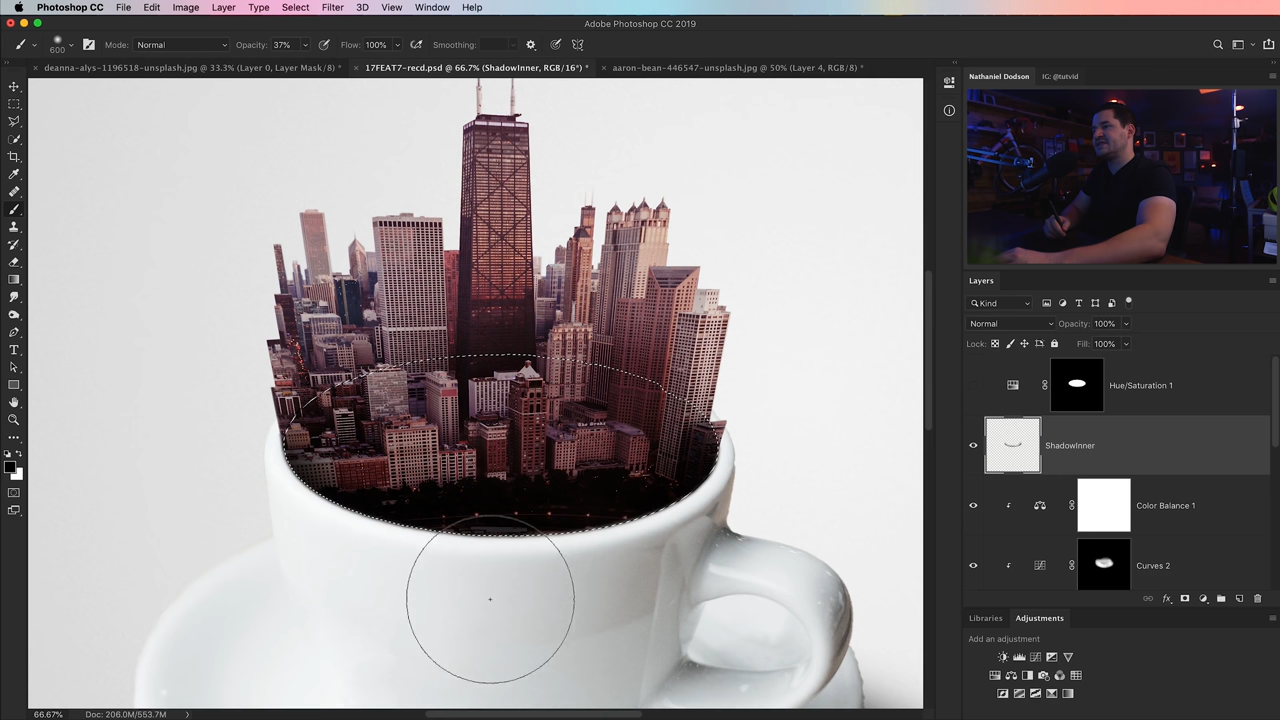 Photoshop CC File Edit Image Layer Type Select Filter 3D View Window Help
Adobe Photoshop CC 2019
600 Mode: Normal Opacity: 37% Flow: 100% Smoothing:
deanna-alys-1196518-unsplash.jpg @ 33.3% (Layer 0, Layer Mask/8) *
17FEAT7-recd.psd @ 66.7% (ShadowInner, RGB/16*) *
aaron-bean-446547-unsplash.jpg @ 50% (Layer 4, RGB/8) *
Nathaniel Dodson IG: @tutvid
Layers
Kind
Normal Opacity: 100%
Lock: Fill: 100%
Hue/Saturation 1
ShadowInner
Color Balance 1
Curves 2
fx
Libraries Adjustments
Add an adjustment
The Drake
66.67% Doc: 206.0M/553.7M